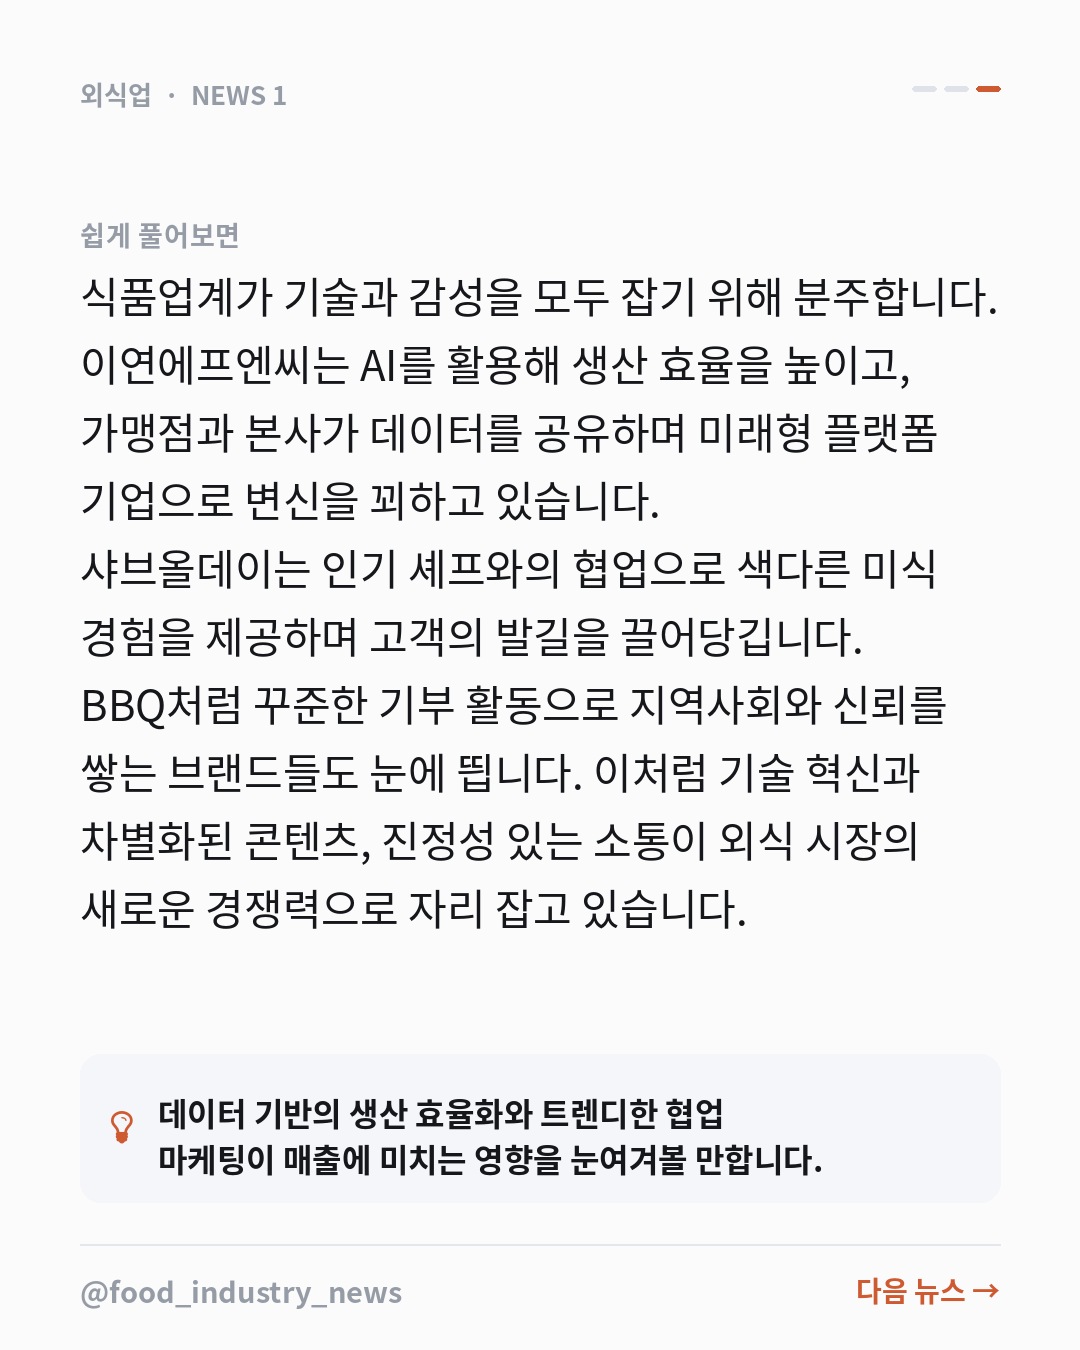 외식업 · NEWS 1
쉽게 풀어보면
식품업계가 기술과 감성을 모두 잡기 위해 분주합니다.
이연에프엔씨는 AI를 활용해 생산 효율을 높이고,
가맹점과 본사가 데이터를 공유하며 미래형 플랫폼
기업으로 변신을 꾀하고 있습니다.
샤브올데이는 인기 셰프와의 협업으로 색다른 미식
경험을 제공하며 고객의 발길을 끌어당깁니다.
BBQ처럼 꾸준한 기부 활동으로 지역사회와 신뢰를
쌓는 브랜드들도 눈에 띕니다. 이처럼 기술 혁신과
차별화된 콘텐츠, 진정성 있는 소통이 외식 시장의
새로운 경쟁력으로 자리 잡고 있습니다.
데이터 기반의 생산 효율화와 트렌디한 협업
마케팅이 매출에 미치는 영향을 눈여겨볼 만합니다.
@food_industry_news
다음 뉴스 →